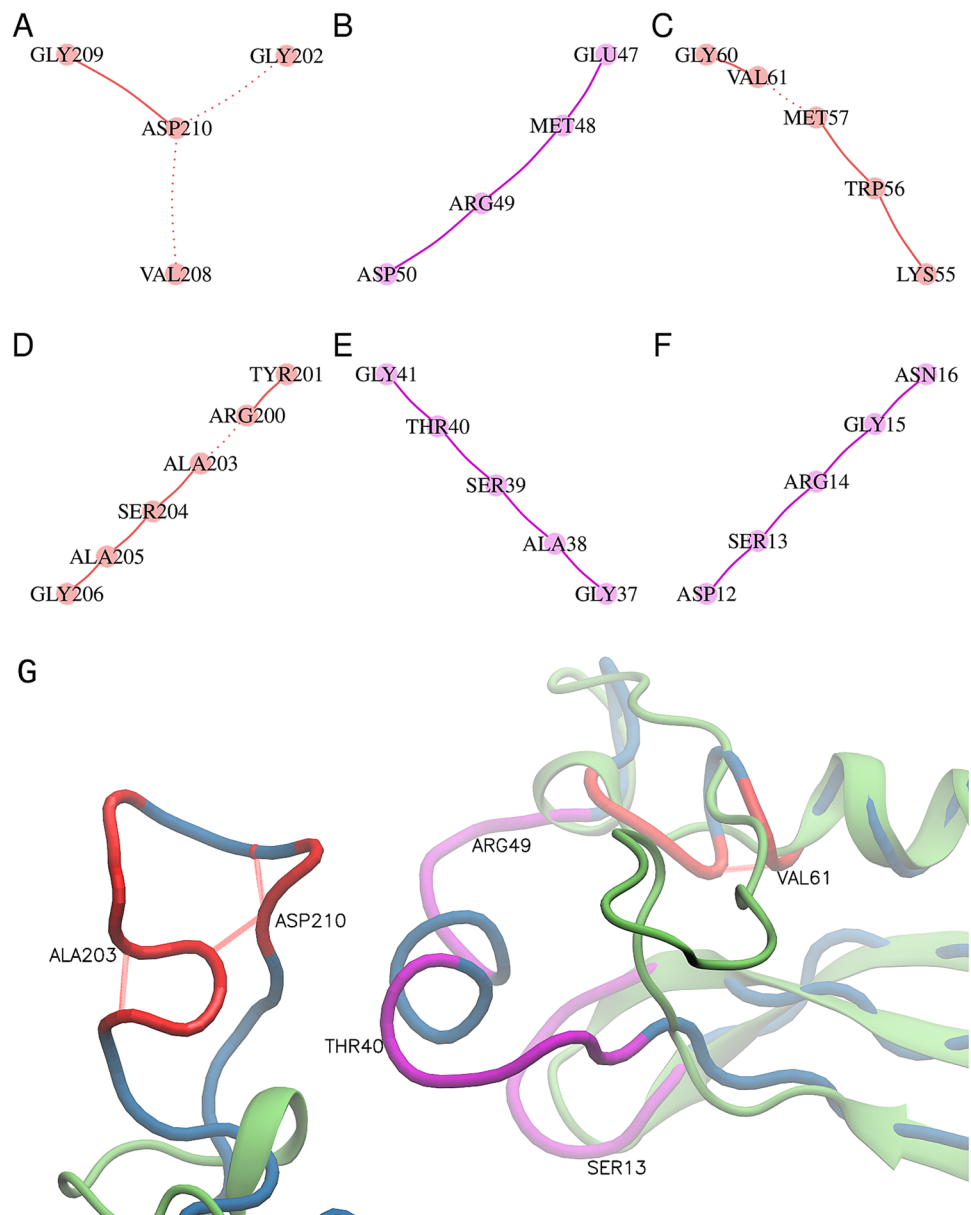 A
B
C
GLY209
GLY202
ASP210
VAL208
GLU47
MET48
ARG49
ASP50
GLY60
VAL61
MET57
TRP56
LYS55
D
E
F
TYR201
ARG200
ALA203
SER204
ALA205
GLY206
GLY41
THR40
SER39
ALA38
GLY37
ASN16
GLY15
ARG14
SER13
ASP12
G
ARG49
VAL61
ASP210
ALA203
THR40
SER13